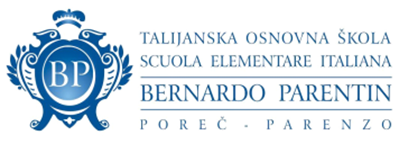 BP
TALIJANSKA OSNOVNA ŠKOLA
SCUOLA ELEMENTARE ITALIANA
BERNARDO PARENTIN
POREČ - PARENZO